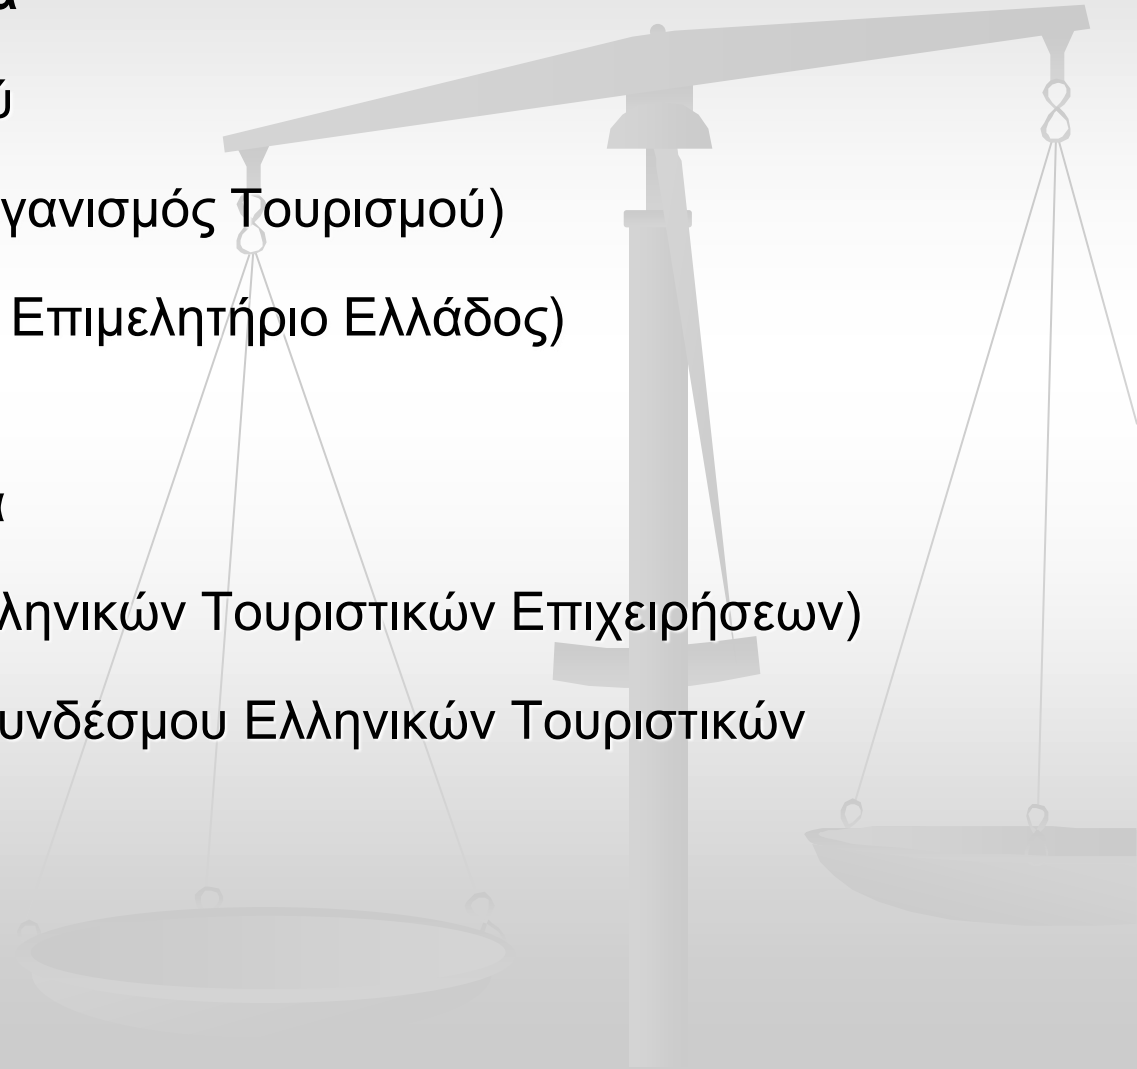 α
ύ
γανισμός Τουρισμού)
Επιμελητήριο Ελλάδος)
α
ληνικών Τουριστικών Επιχειρήσεων)
υνδέσμου Ελληνικών Τουριστικών